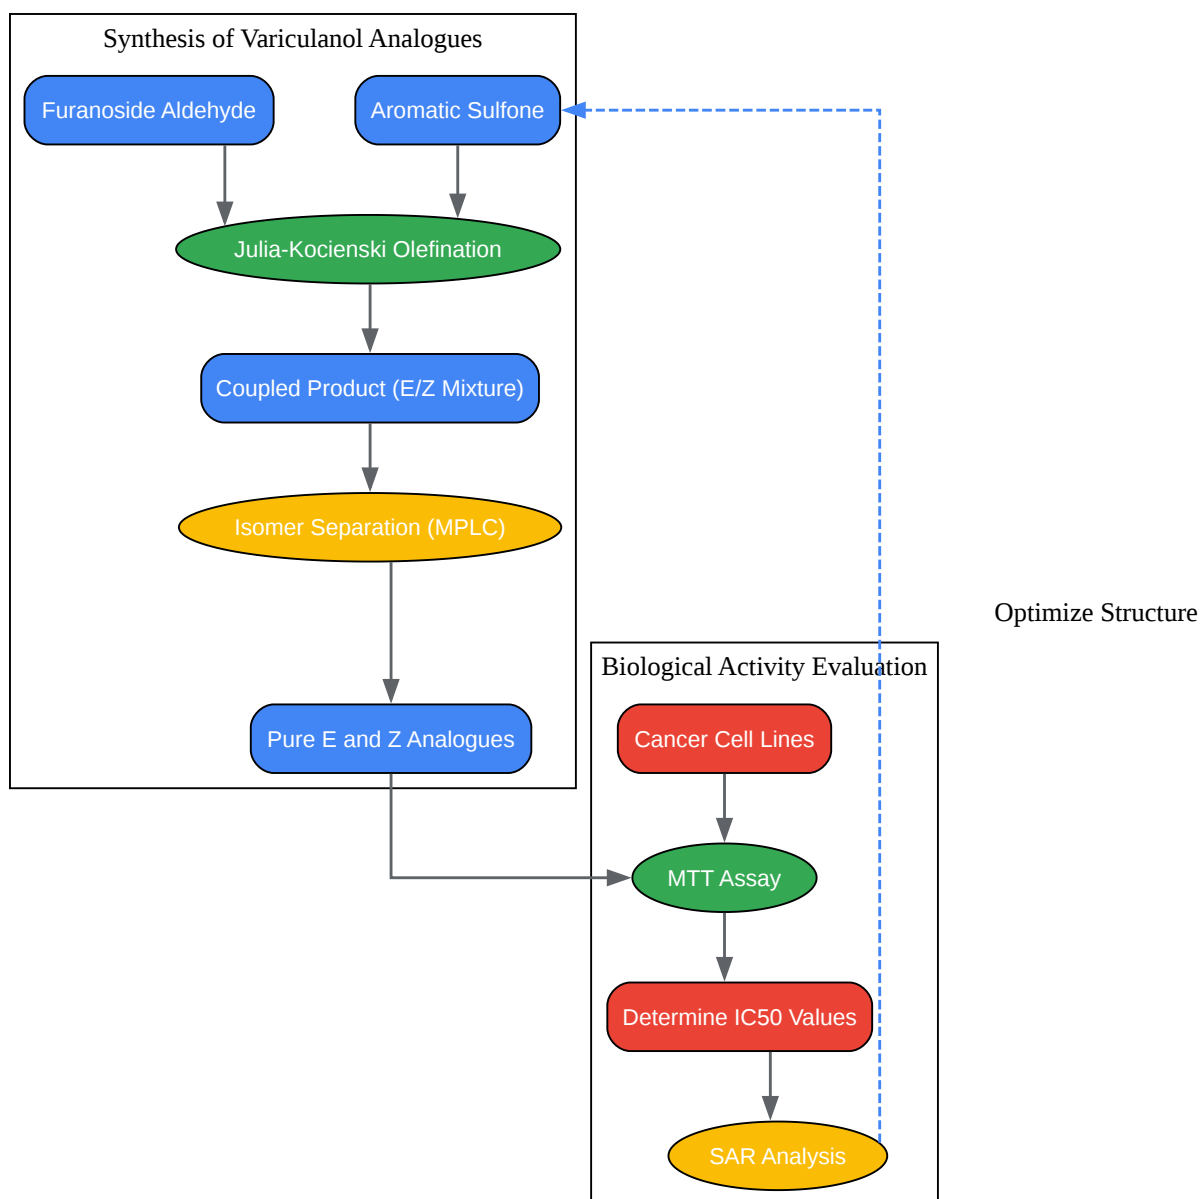 Synthesis of Variculanol Analogues
Furanoside Aldehyde
Aromatic Sulfone
Julia-Kocienski Olefination
Coupled Product (E/Z Mixture)
Isomer Separation (MPLC)
Optimize Structure
Biological Activity Evaluation
Pure E and Z Analogues
Cancer Cell Lines
MTT Assay
Determine IC50 Values
SAR Analysis